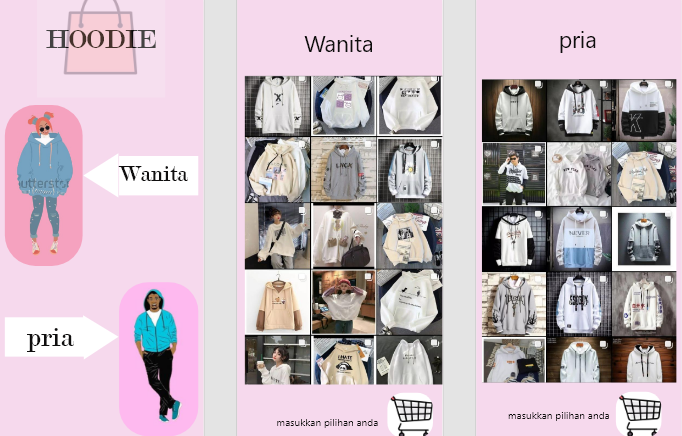 HOODIE
Wanita
pria
Wanita
masukkan pilihan anda
pria
masukkan pilihan anda